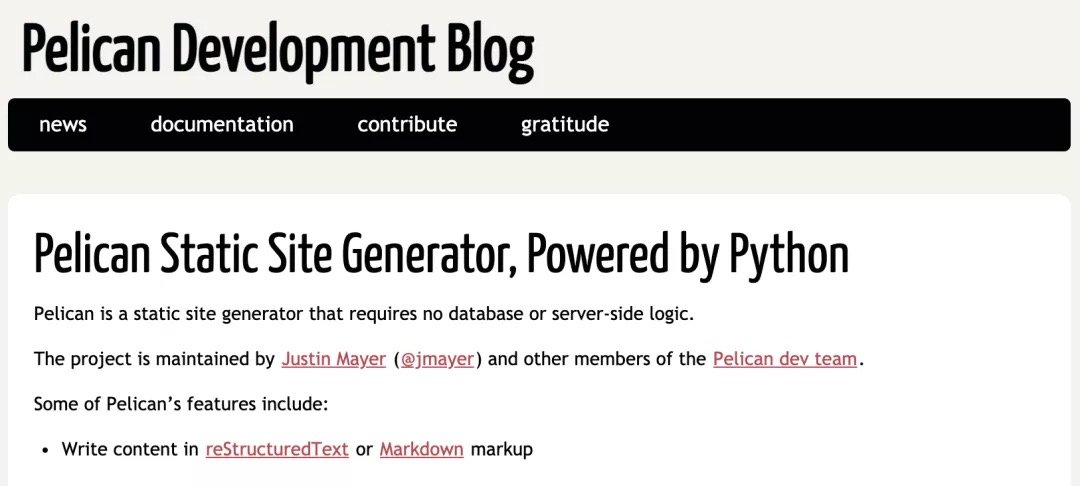 Pelican Development Blog
news documentation contribute gratitude
Pelican Static Site Generator, Powered by Python
Pelican is a static site generator that requires no database or server-side logic.
The project is maintained by Justin Mayer (@jmayer) and other members of the Pelican dev team.
Some of Pelican’s features include:
• Write content in reStructuredText or Markdown markup